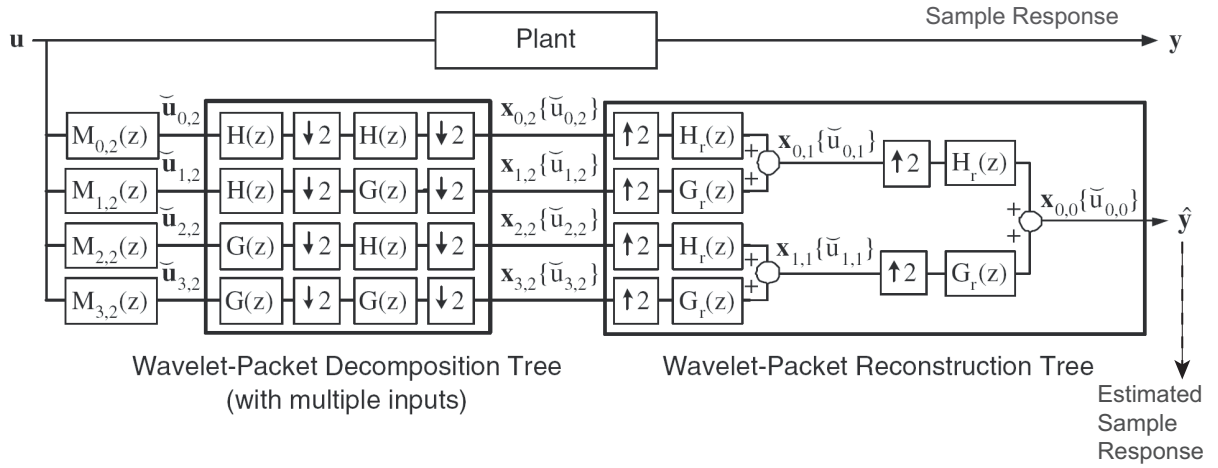 Sample Response
u Plant y
M0,2(z) ŭ0,2 H(z) ↓2 H(z) ↓2 x0,2{ŭ0,2} ↑2 Hr(z) +
x0,1{ŭ0,1} ↑2 Hr(z)
M1,2(z) ŭ1,2 H(z) ↓2 G(z) ↓2 x1,2{ŭ1,2} ↑2 Gr(z) +
+ x0,0{ŭ0,0} ŷ
+
M2,2(z) ŭ2,2 G(z) ↓2 H(z) ↓2 x2,2{ŭ2,2} ↑2 Hr(z) +
x1,1{ŭ1,1} ↑2 Gr(z)
M3,2(z) ŭ3,2 G(z) ↓2 G(z) ↓2 x3,2{ŭ3,2} ↑2 Gr(z) +
Wavelet-Packet Decomposition Tree
(with multiple inputs)
Wavelet-Packet Reconstruction Tree
Estimated
Sample
Response